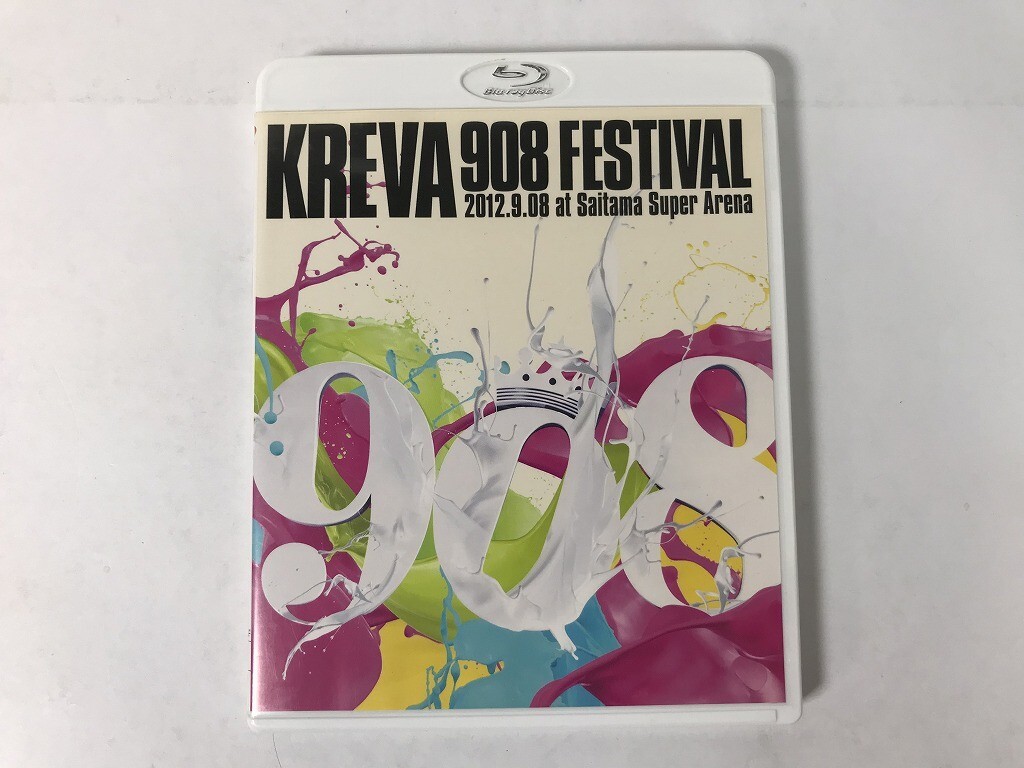 Blu-ray Disc
KREVA 908 FESTIVAL
2012.9.08 at Saitama Super Arena
908